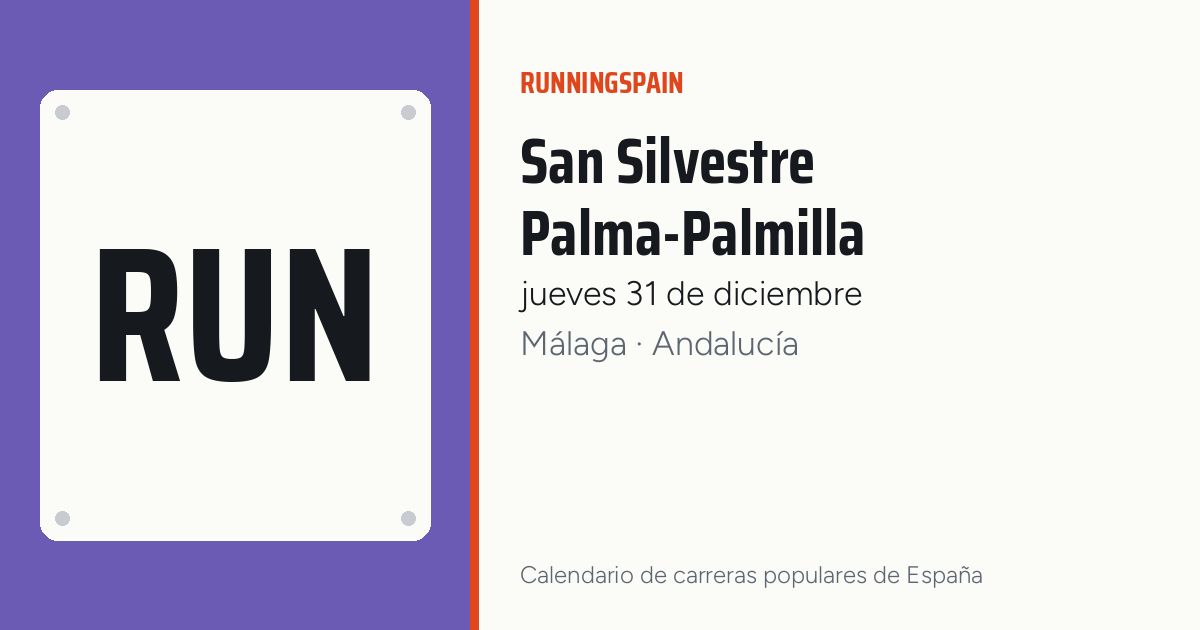 RUN
RUNNINGSPAIN
San Silvestre
Palma-Palmilla
jueves 31 de diciembre
Málaga · Andalucía
Calendario de carreras populares de España